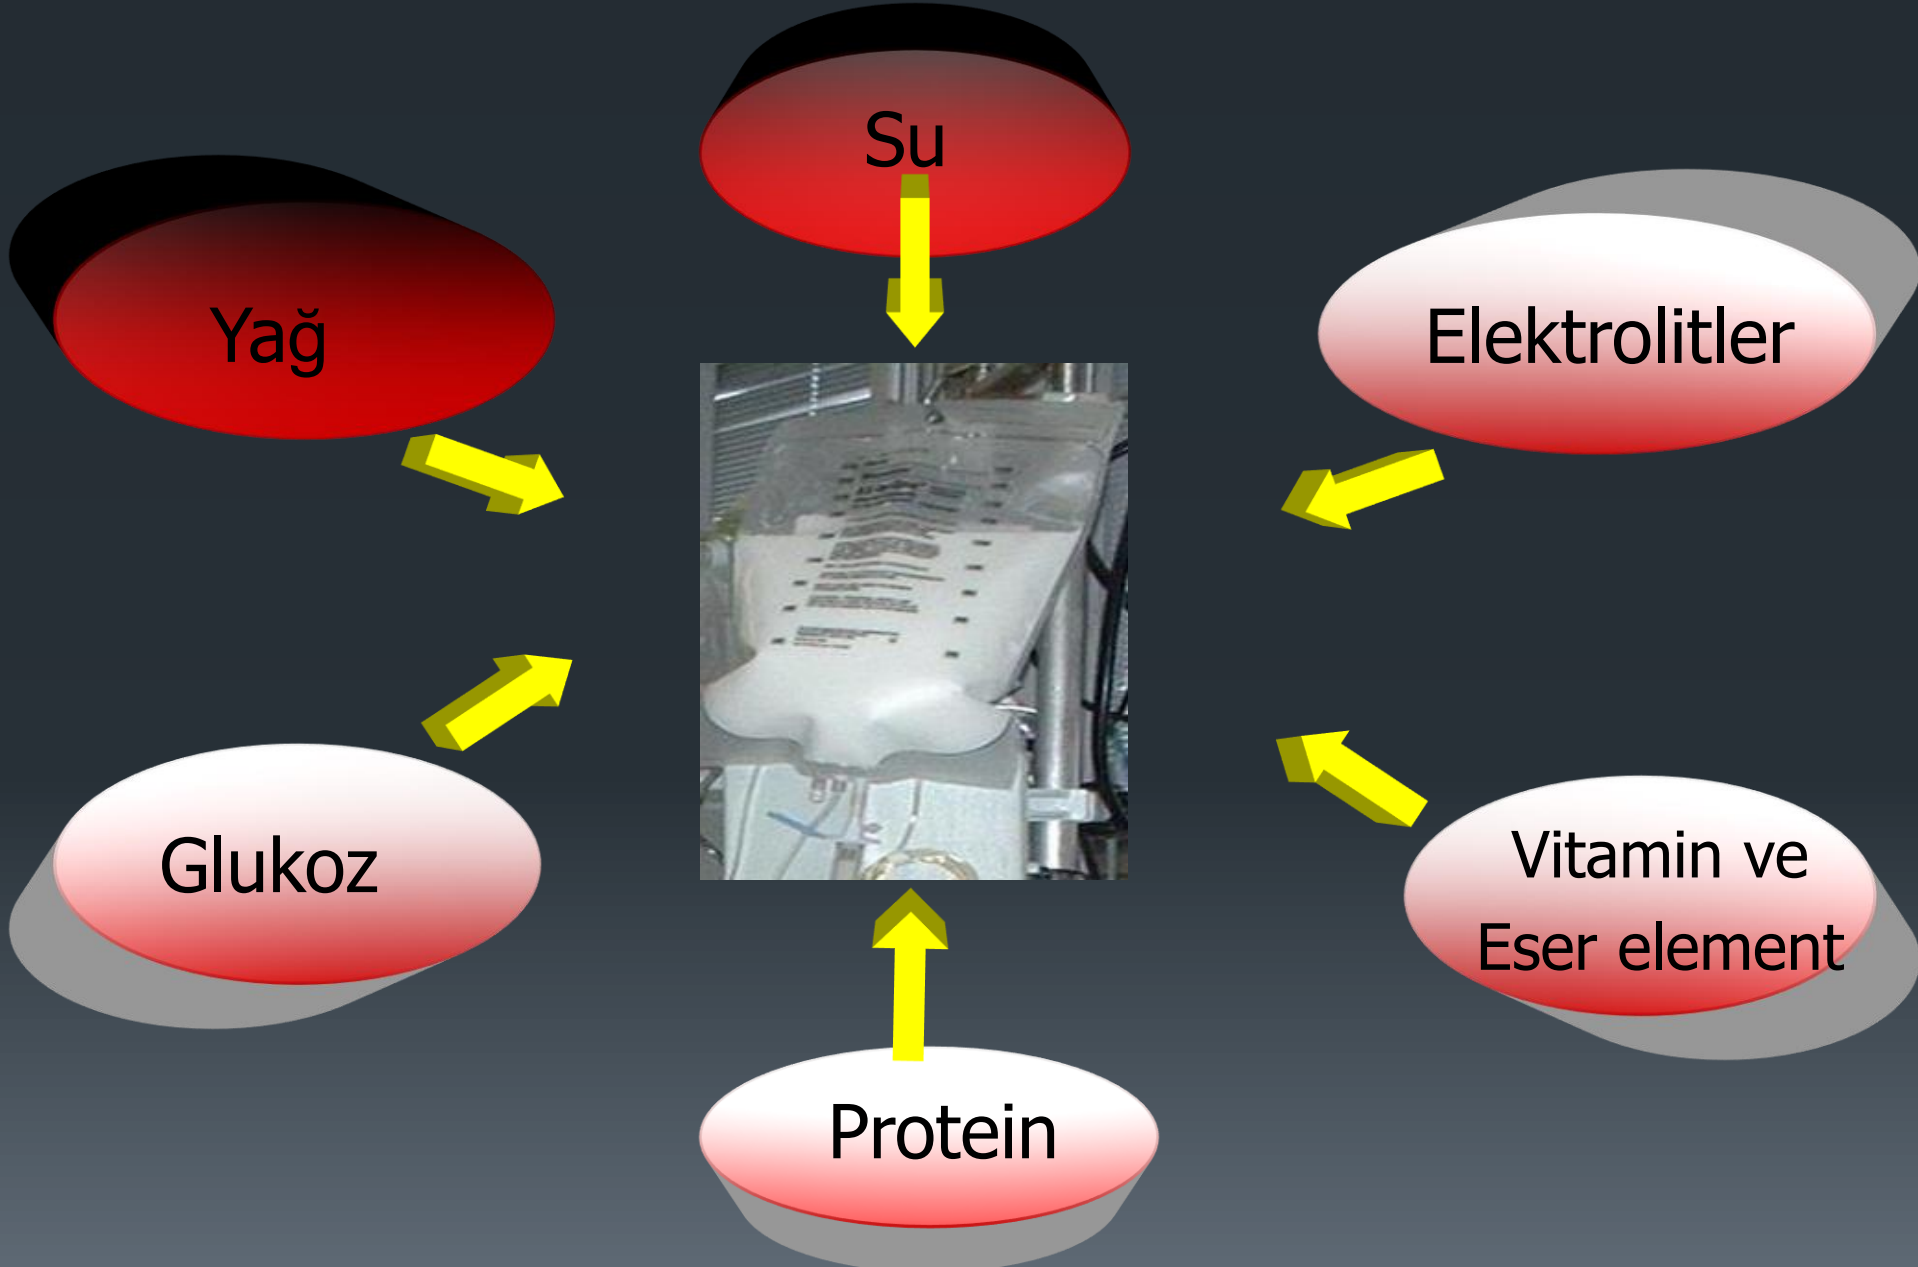 Su
Yağ
Elektrolitler
Glukoz
Vitamin ve
Eser element
Protein